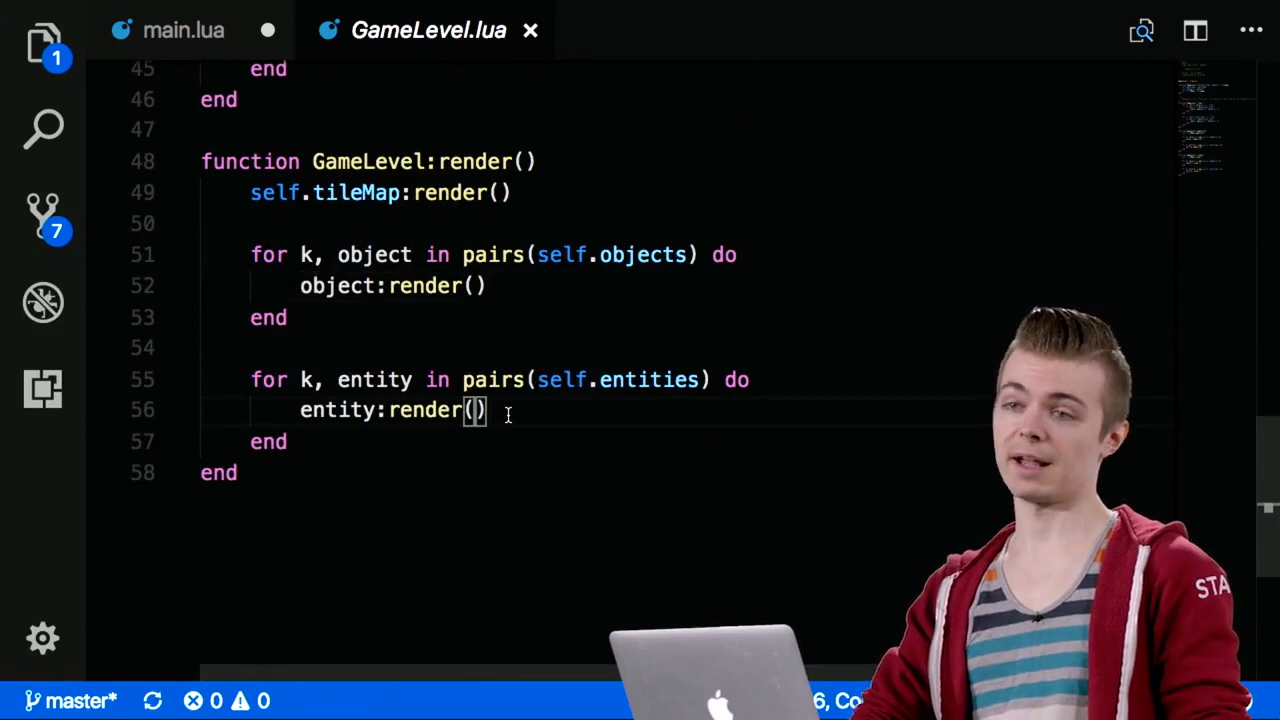 main.lua
GameLevel.lua
1
45 end
46 end
47
48 function GameLevel:render()
49 self.tileMap:render()
50
51 for k, object in pairs(self.objects) do
52 object:render()
53 end
54
55 for k, entity in pairs(self.entities) do
56 entity:render()
57 end
58 end
7
STA
master* 0 0 6, Co